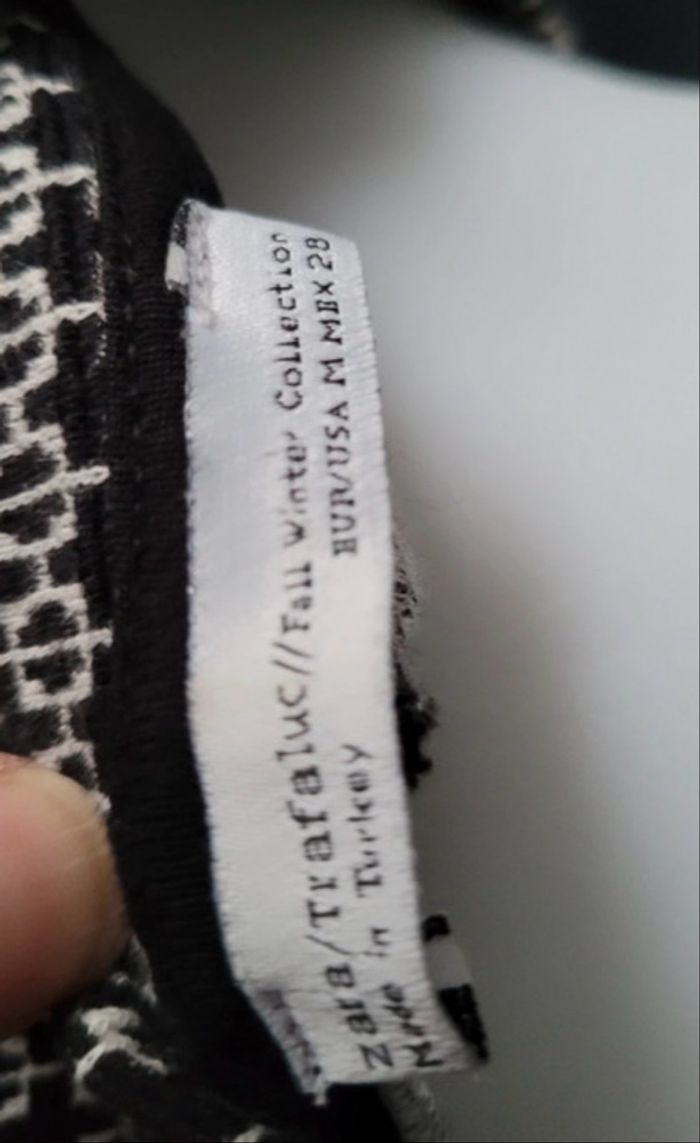 Zara/Trafaluc//Fall Winter Collection
Made in Turkey EUR/USA M MEX 28